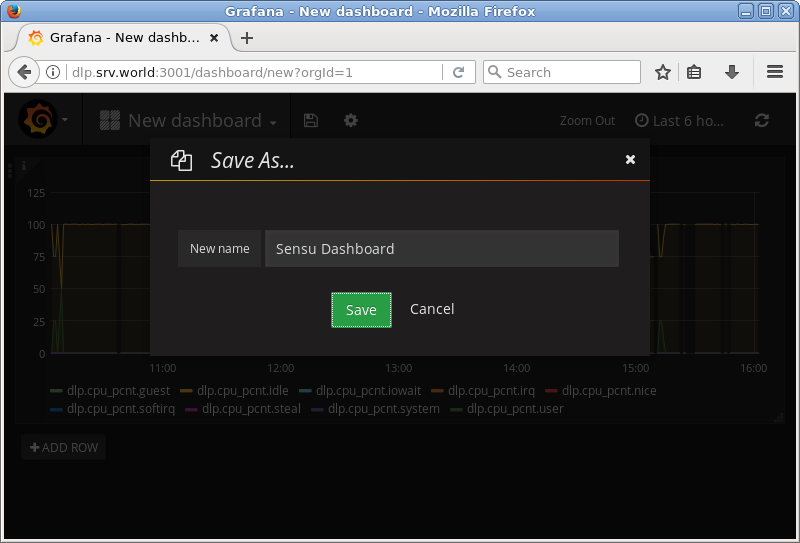 Grafana - New dashboard - Mozilla Firefox
Grafana - New dashb...
dlp.srv.world:3001/dashboard/new?orgId=1
Search
New dashboard
Zoom Out
Last 6 ho...
Save As...
New name
Sensu Dashboard
Save
Cancel
125
100
75
50
25
0
11:00 12:00 13:00 14:00 15:00 16:00
dlp.cpu_pcnt.guest dlp.cpu_pcnt.idle dlp.cpu_pcnt.iowait dlp.cpu_pcnt.irq dlp.cpu_pcnt.nice
dlp.cpu_pcnt.softirq dlp.cpu_pcnt.steal dlp.cpu_pcnt.system dlp.cpu_pcnt.user
ADD ROW